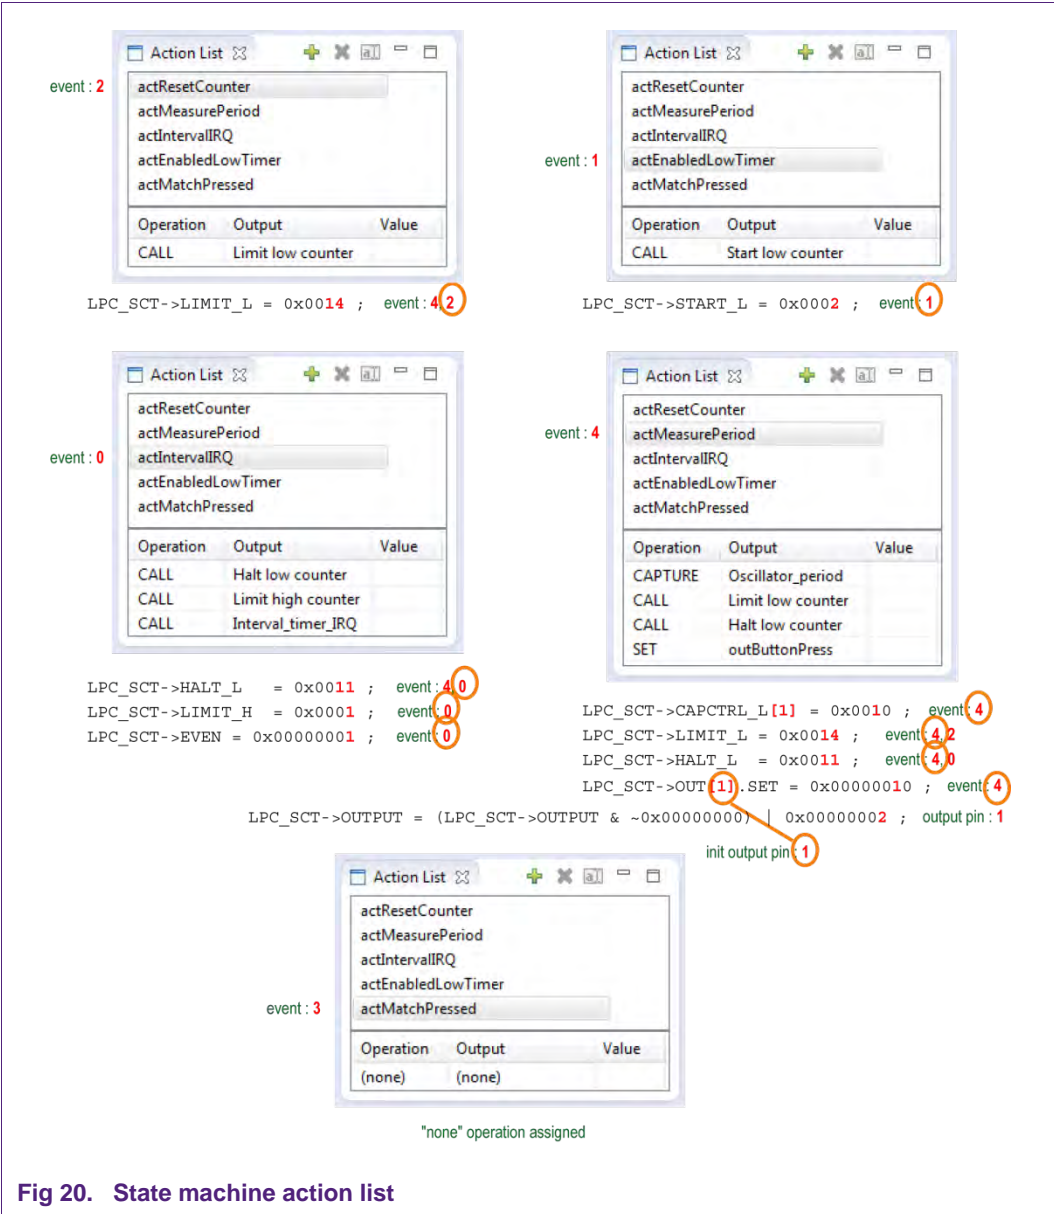 Action List
event : 2
actResetCounter
actMeasurePeriod
actIntervalIRQ
actEnabledLowTimer
actMatchPressed
Operation Output Value
CALL Limit low counter
LPC_SCT->LIMIT_L = 0x0014 ; event : 4, 2
Action List
actResetCounter
actMeasurePeriod
actIntervalIRQ
event : 1
actEnabledLowTimer
actMatchPressed
Operation Output Value
CALL Start low counter
LPC_SCT->START_L = 0x0002 ; event : 1
Action List
actResetCounter
actMeasurePeriod
event : 0
actIntervalIRQ
actEnabledLowTimer
actMatchPressed
Operation Output Value
CALL Halt low counter
CALL Limit high counter
CALL Interval_timer_IRQ
LPC_SCT->HALT_L = 0x0011 ; event : 4, 0
LPC_SCT->LIMIT_H = 0x0001 ; event : 0
LPC_SCT->EVEN = 0x00000001 ; event : 0
Action List
actResetCounter
event : 4
actMeasurePeriod
actIntervalIRQ
actEnabledLowTimer
actMatchPressed
Operation Output Value
CAPTURE Oscillator_period
CALL Limit low counter
CALL Halt low counter
SET outButtonPress
LPC_SCT->CAPCTRL_L[1] = 0x0010 ; event : 4
LPC_SCT->LIMIT_L = 0x0014 ; event : 4, 2
LPC_SCT->HALT_L = 0x0011 ; event : 4, 0
LPC_SCT->OUT[1].SET = 0x00000010 ; event : 4
LPC_SCT->OUTPUT = (LPC_SCT->OUTPUT & ~0x00000000) | 0x00000002 ; output pin : 1
init output pin : 1
Action List
actResetCounter
actMeasurePeriod
actIntervalIRQ
actEnabledLowTimer
event : 3
actMatchPressed
Operation Output Value
(none) (none)
"none" operation assigned
Fig 20. State machine action list